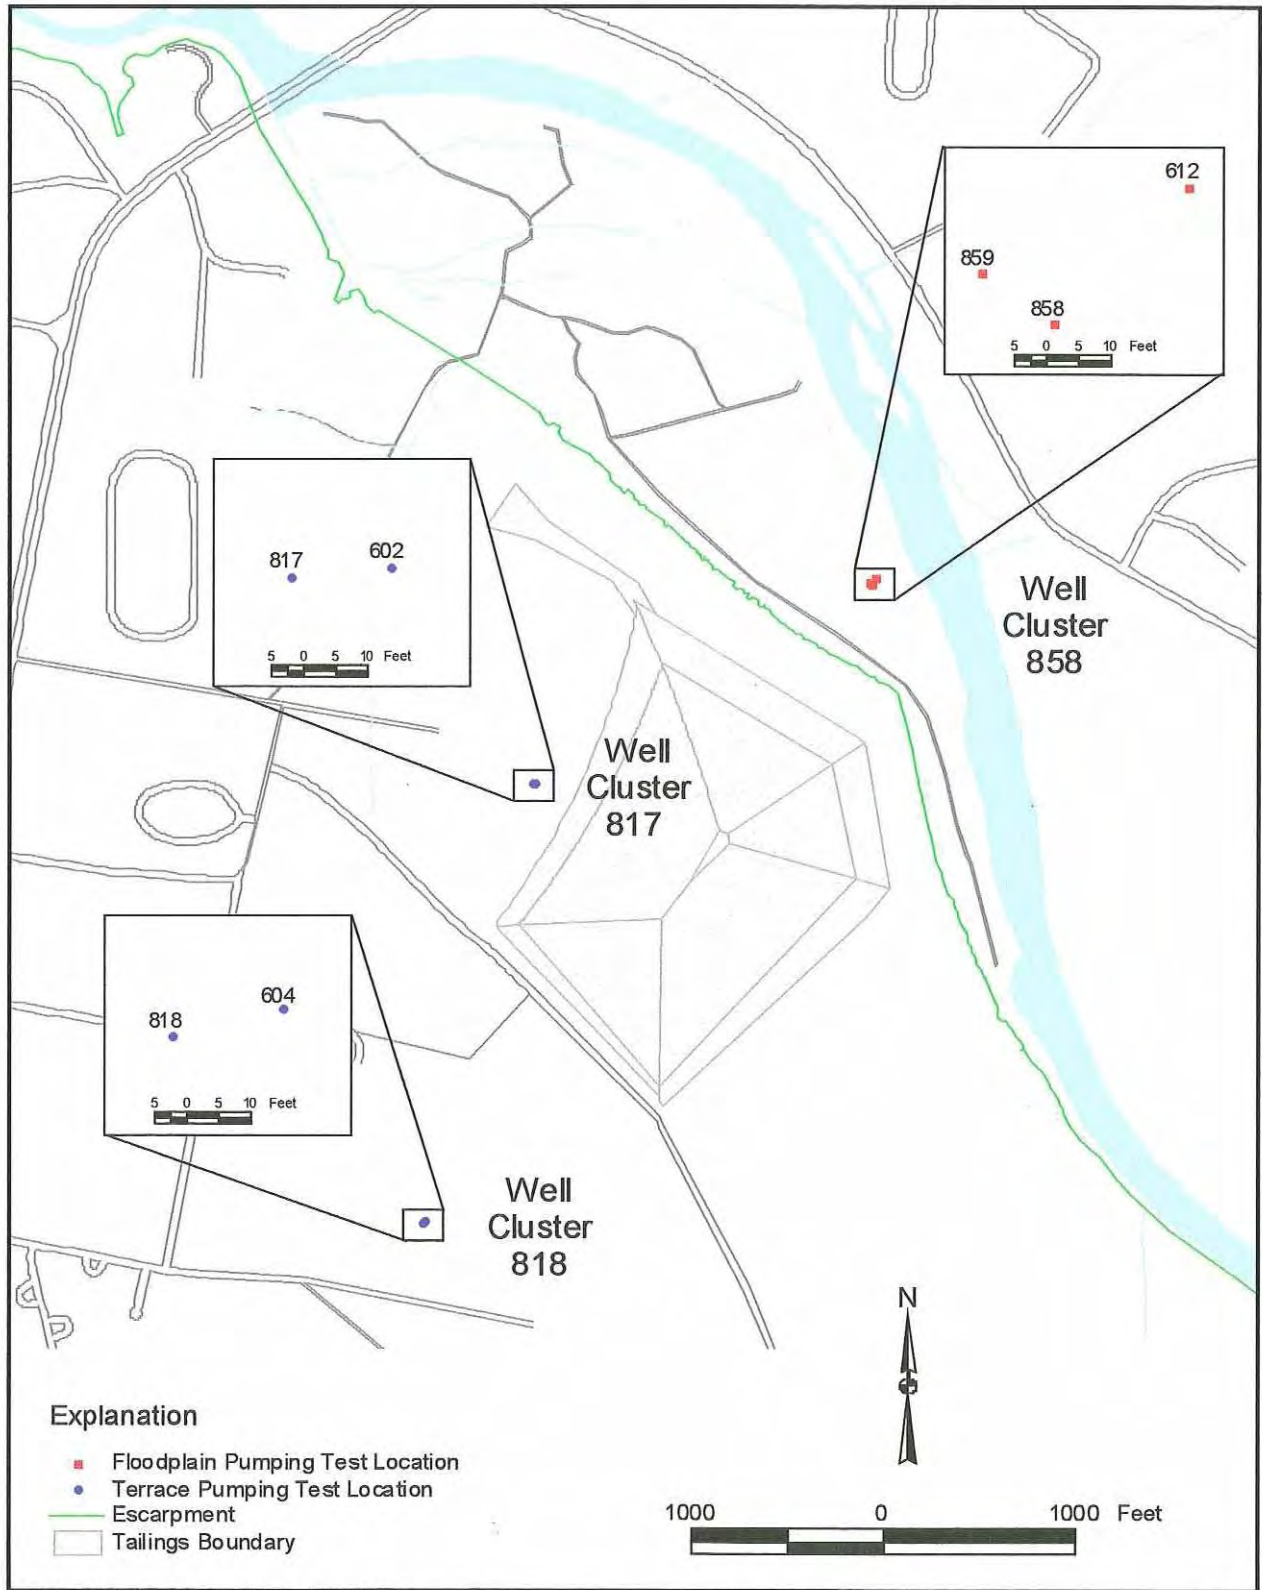 612
859
858
5 0 5 10 Feet
817
602
5 0 5 10 Feet
Well
Cluster
858
Well
Cluster
817
604
818
5 0 5 10 Feet
Well
Cluster
818
N
Explanation
Floodplain Pumping Test Location
Terrace Pumping Test Location
Escarpment
Tailings Boundary
1000 0 1000 Feet